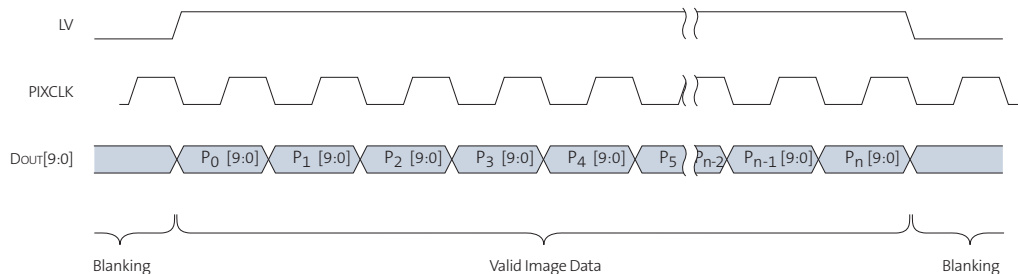 LV
PIXCLK
DOUT[9:0]
P0 [9:0] P1 [9:0] P2 [9:0] P3 [9:0] P4 [9:0] P5 Pn-2 Pn-1 [9:0] Pn [9:0]
Blanking Valid Image Data Blanking